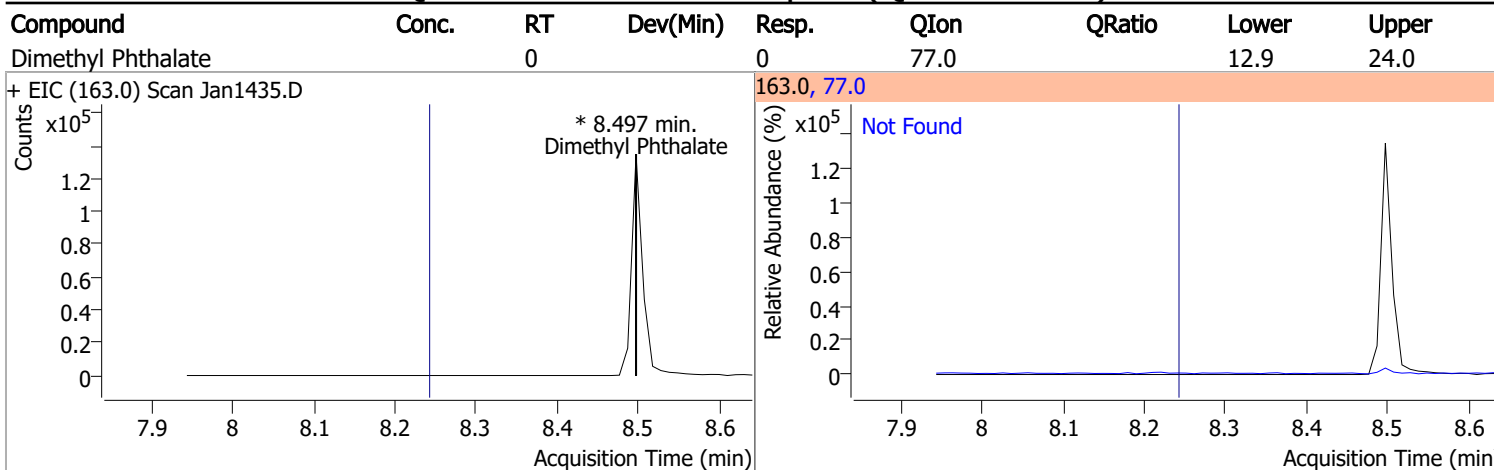 Compound Conc. RT Dev(Min) Resp. QIon QRatio Lower Upper
Dimethyl Phthalate 0 0 77.0 12.9 24.0
+ EIC (163.0) Scan Jan1435.D
Counts
x10^5
* 8.497 min.
Dimethyl Phthalate
1.2
1
0.8
0.6
0.4
0.2
0
7.9 8 8.1 8.2 8.3 8.4 8.5 8.6
Acquisition Time (min)
163.0, 77.0
Relative Abundance (%)
x10^5
Not Found
1.2
1
0.8
0.6
0.4
0.2
0
7.9 8 8.1 8.2 8.3 8.4 8.5 8.6
Acquisition Time (min